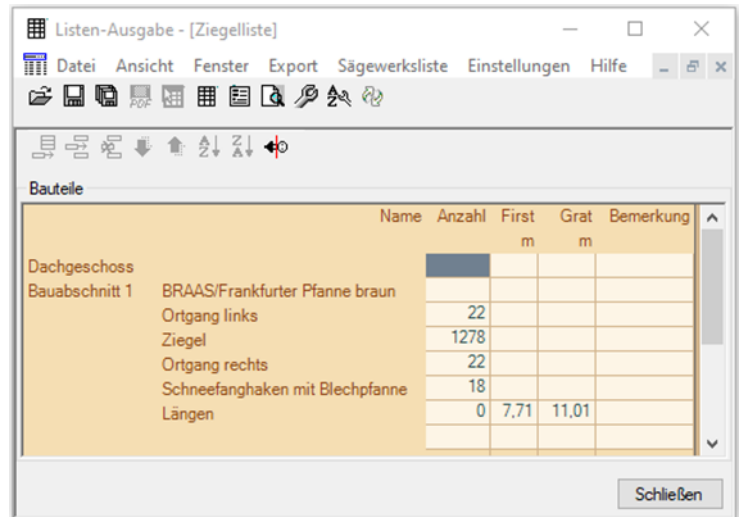 Listen-Ausgabe - [Ziegelliste]
Datei Ansicht Fenster Export Sägewerksliste Einstellungen Hilfe
PDF
Bauteile
Name Anzahl First Grat Bemerkung
m m
Dachgeschoss
Bauabschnitt 1 BRAAS/Frankfurter Pfanne braun
Ortgang links 22
Ziegel 1278
Ortgang rechts 22
Schneefanghaken mit Blechpfanne 18
Längen 0 7,71 11,01
Schließen